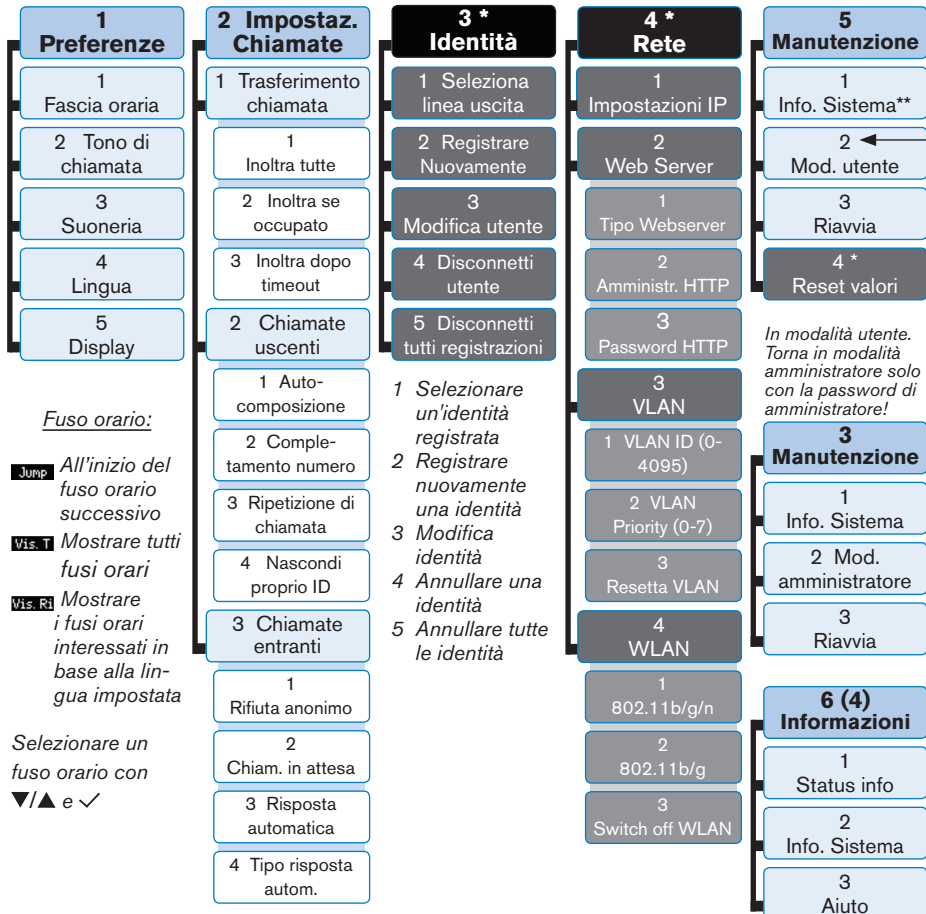 1
Preferenze
1
Fascia oraria
2 Tono di
chiamata
3
Suoneria
4
Lingua
5
Display
Fuso orario:
Jump All'inizio del
fuso orario
successivo
Vis. T Mostrare tutti
fusi orari
Vis. Ri Mostrare
i fusi orari
interessati in
base alla lin-
gua impostata
Selezionare un
fuso orario con
▼/▲ e ✓
2 Impostaz.
Chiamate
1 Trasferimento
chiamata
1
Inoltra tutte
2 Inoltra se
occupato
3 Inoltra dopo
timeout
2 Chiamate
uscenti
1 Auto-
composizione
2 Comple-
tamento numero
3 Ripetizione di
chiamata
4 Nascondi
proprio ID
3 Chiamate
entranti
1
Rifiuta anonimo
2
Chiam. in attesa
3 Risposta
automatica
4 Tipo risposta
autom.
3 *
Identità
1 Seleziona
linea uscita
2 Registrare
Nuovamente
3
Modifica utente
4 Disconnetti
utente
5 Disconnetti
tutti registrazioni
1 Selezionare
un'identità
registrata
2 Registrare
nuovamente
una identità
3 Modifica
identità
4 Annullare una
identità
5 Annullare tutte
le identità
4 *
Rete
1
Impostazioni IP
2
Web Server
1
Tipo Webserver
2
Amministr. HTTP
3
Password HTTP
3
VLAN
1 VLAN ID (0-
4095)
2 VLAN
Priority (0-7)
3
Resetta VLAN
4
WLAN
1
802.11b/g/n
2
802.11b/g
3
Switch off WLAN
5
Manutenzione
1
Info. Sistema**
2
Mod. utente
3
Riavvia
4 *
Reset valori
In modalità utente.
Torna in modalità
amministratore solo
con la password di
amministratore!
3
Manutenzione
1
Info. Sistema
2 Mod.
amministratore
3
Riavvia
6 (4)
Informazioni
1
Status info
2
Info. Sistema
3
Aiuto